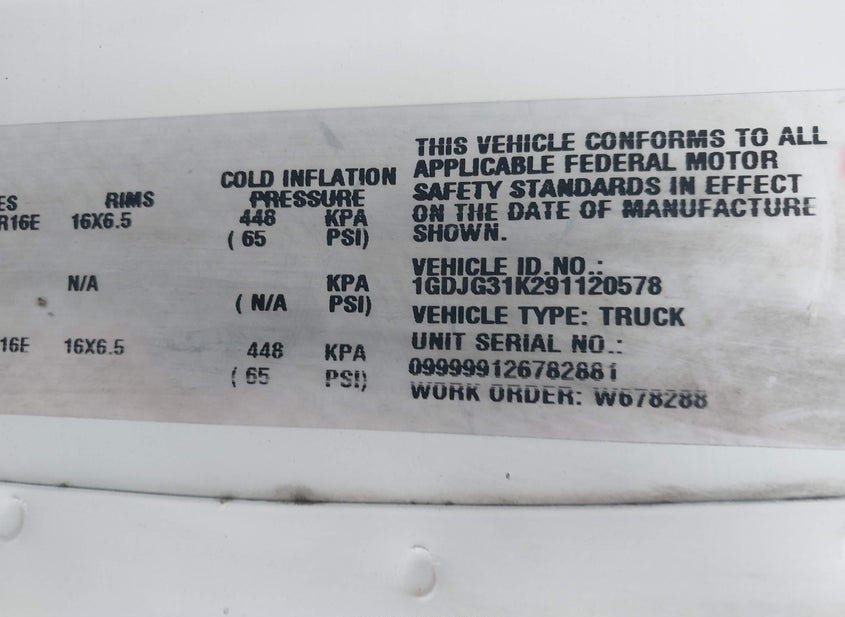 ES RIMS COLD INFLATION PRESSURE
R16E 16X6.5 448 KPA
(65 PSI)
N/A KPA
(N/A PSI)
16E 16X6.5 448 KPA
(65 PSI)
THIS VEHICLE CONFORMS TO ALL
APPLICABLE FEDERAL MOTOR
SAFETY STANDARDS IN EFFECT
ON THE DATE OF MANUFACTURE
SHOWN.
VEHICLE ID.NO.:
1GDJG31K291120578
VEHICLE TYPE: TRUCK
UNIT SERIAL NO.:
099999126782881
WORK ORDER: W678288